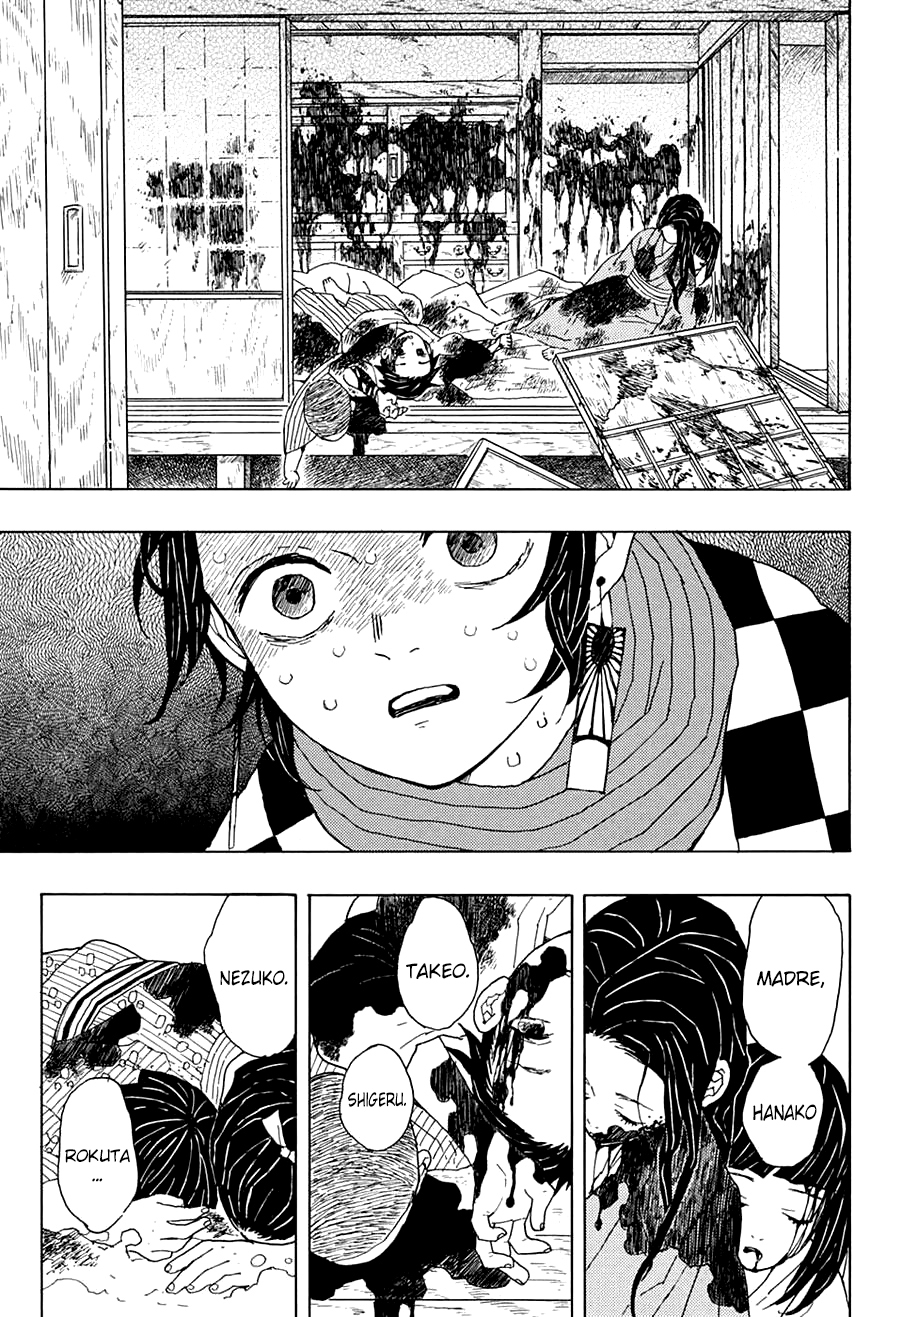 MADRE,
HANAKO
TAKEO.
SHIGERU.
NEZUKO.
ROKUTA
...